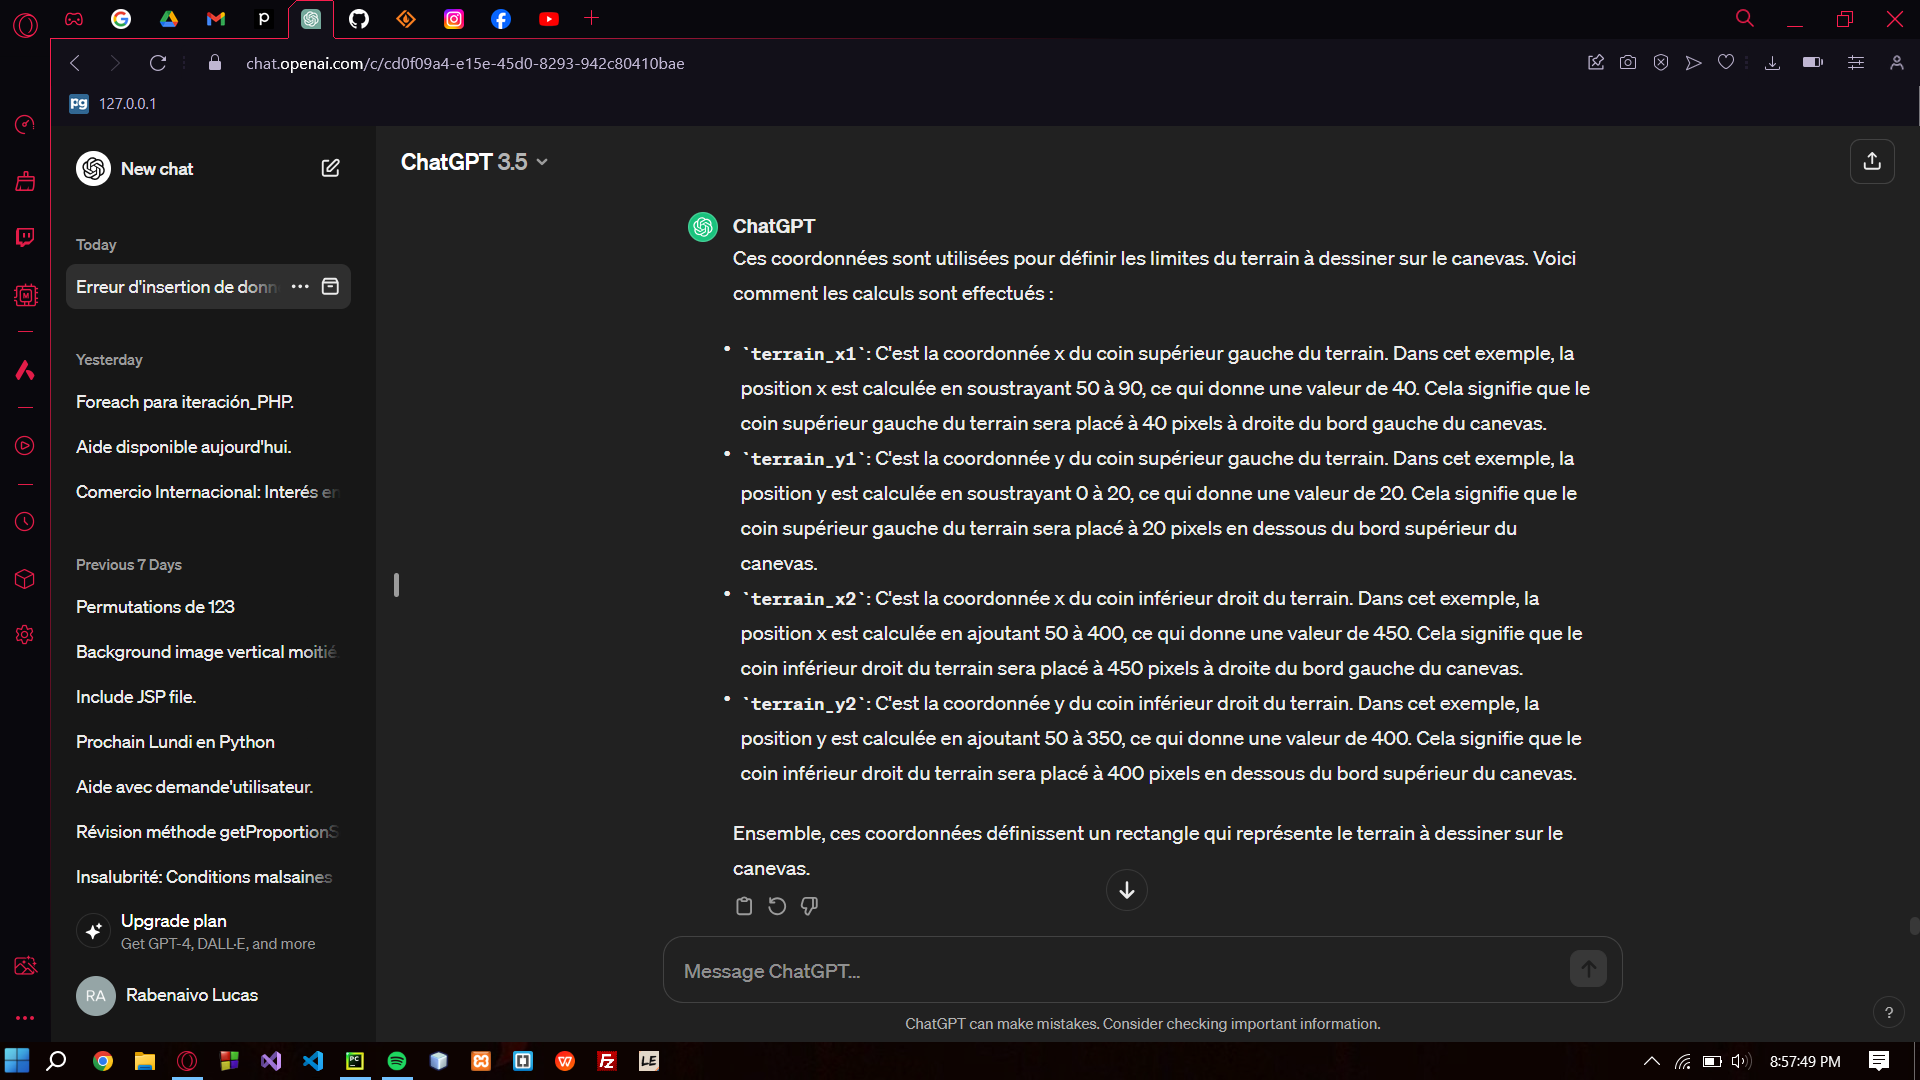 chat.openai.com/c/cd0f09a4-e15e-45d0-8293-942c80410bae
pg 127.0.0.1
New chat
Today
Erreur d'insertion de donn
Yesterday
Foreach para iteración_PHP.
Aide disponible aujourd'hui.
Comercio Internacional: Interés en
Previous 7 Days
Permutations de 123
Background image vertical moitié
Include JSP file.
Prochain Lundi en Python
Aide avec demande'utilisateur.
Révision méthode getProportionS
Insalubrité: Conditions malsaines
Upgrade plan
Get GPT-4, DALL·E, and more
RA Rabenaivo Lucas
ChatGPT 3.5
ChatGPT
Ces coordonnées sont utilisées pour définir les limites du terrain à dessiner sur le canevas. Voici
comment les calculs sont effectués :
• `terrain_x1`: C'est la coordonnée x du coin supérieur gauche du terrain. Dans cet exemple, la
position x est calculée en soustrayant 50 à 90, ce qui donne une valeur de 40. Cela signifie que le
coin supérieur gauche du terrain sera placé à 40 pixels à droite du bord gauche du canevas.
• `terrain_y1`: C'est la coordonnée y du coin supérieur gauche du terrain. Dans cet exemple, la
position y est calculée en soustrayant 0 à 20, ce qui donne une valeur de 20. Cela signifie que le
coin supérieur gauche du terrain sera placé à 20 pixels en dessous du bord supérieur du
canevas.
• `terrain_x2`: C'est la coordonnée x du coin inférieur droit du terrain. Dans cet exemple, la
position x est calculée en ajoutant 50 à 400, ce qui donne une valeur de 450. Cela signifie que le
coin inférieur droit du terrain sera placé à 450 pixels à droite du bord gauche du canevas.
• `terrain_y2`: C'est la coordonnée y du coin inférieur droit du terrain. Dans cet exemple, la
position y est calculée en ajoutant 50 à 350, ce qui donne une valeur de 400. Cela signifie que le
coin inférieur droit du terrain sera placé à 400 pixels en dessous du bord supérieur du canevas.
Ensemble, ces coordonnées définissent un rectangle qui représente le terrain à dessiner sur le
canevas.
Message ChatGPT...
ChatGPT can make mistakes. Consider checking important information.
?
8:57:49 PM